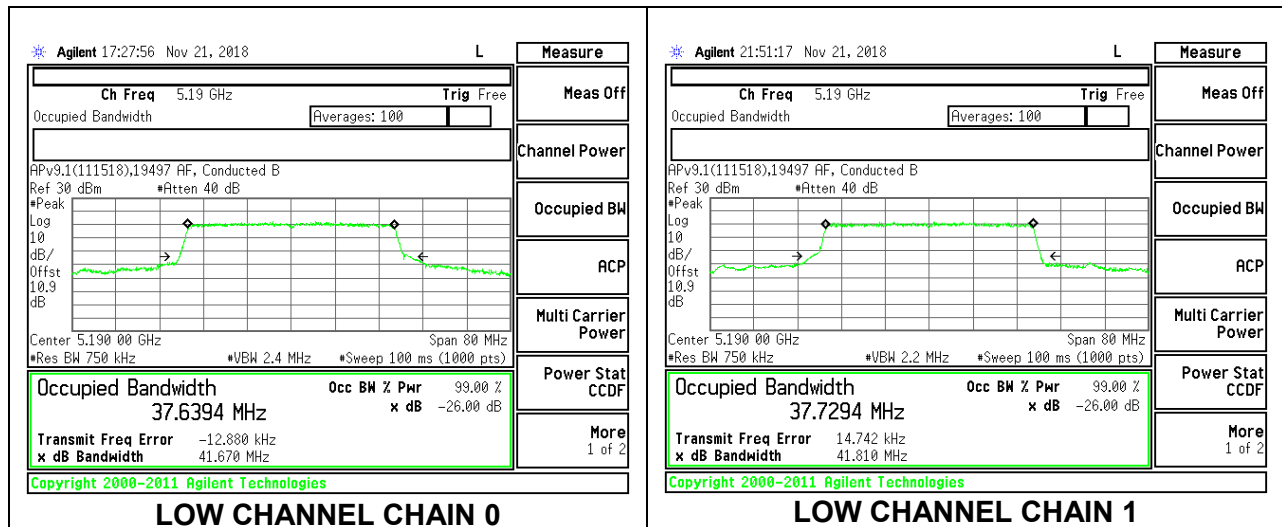 Agilent 17:27:56 Nov 21, 2018 L Measure
Ch Freq 5.19 GHz Trig Free
Occupied Bandwidth Averages: 100
Meas Off
Channel Power
Occupied BW
ACP
Multi Carrier
Power
Power Stat
CCDF
More
1 of 2
APv9.1(111518),19497 AF, Conducted B
Ref 30 dBm #Atten 40 dB
#Peak
Log
10
dB/
Offst
10.9
dB
Center 5.190 00 GHz Span 80 MHz
#Res BW 750 kHz #VBW 2.4 MHz #Sweep 100 ms (1000 pts)
Occupied Bandwidth Occ BW % Pwr 99.00 %
37.6394 MHz x dB -26.00 dB
Transmit Freq Error -12.880 kHz
x dB Bandwidth 41.670 MHz
Copyright 2000-2011 Agilent Technologies
LOW CHANNEL CHAIN 0
Agilent 21:51:17 Nov 21, 2018 L Measure
Ch Freq 5.19 GHz Trig Free
Occupied Bandwidth Averages: 100
Meas Off
Channel Power
Occupied BW
ACP
Multi Carrier
Power
Power Stat
CCDF
More
1 of 2
APv9.1(111518),19497 AF, Conducted B
Ref 30 dBm #Atten 40 dB
#Peak
Log
10
dB/
Offst
10.9
dB
Center 5.190 00 GHz Span 80 MHz
#Res BW 750 kHz #VBW 2.2 MHz #Sweep 100 ms (1000 pts)
Occupied Bandwidth Occ BW % Pwr 99.00 %
37.7294 MHz x dB -26.00 dB
Transmit Freq Error 14.742 kHz
x dB Bandwidth 41.810 MHz
Copyright 2000-2011 Agilent Technologies
LOW CHANNEL CHAIN 1